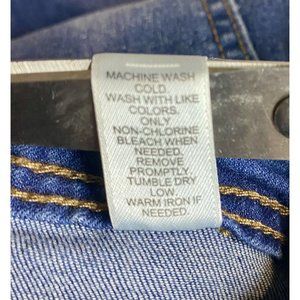 MACHINE WASH
COLD.
WASH WITH LIKE
COLORS.
ONLY
NON-CHLORINE
BLEACH WHEN
NEEDED.
REMOVE
PROMPTLY.
TUMBLE DRY
LOW.
WARM IRON IF
NEEDED.